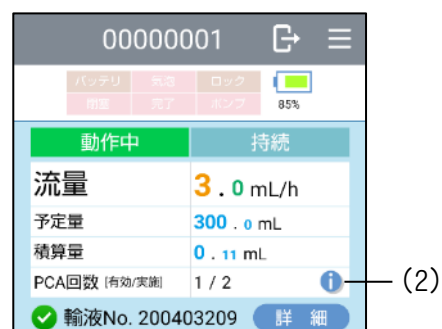 00000001
バッテリ 気泡 ロック
閉塞 完了 ポンプ 85%
動作中 持続
流量 3.0 mL/h
予定量 300.0 mL
積算量 0.11 mL
PCA回数 [有効/実施] 1 / 2 i (2)
輸液No. 200403209 詳 細